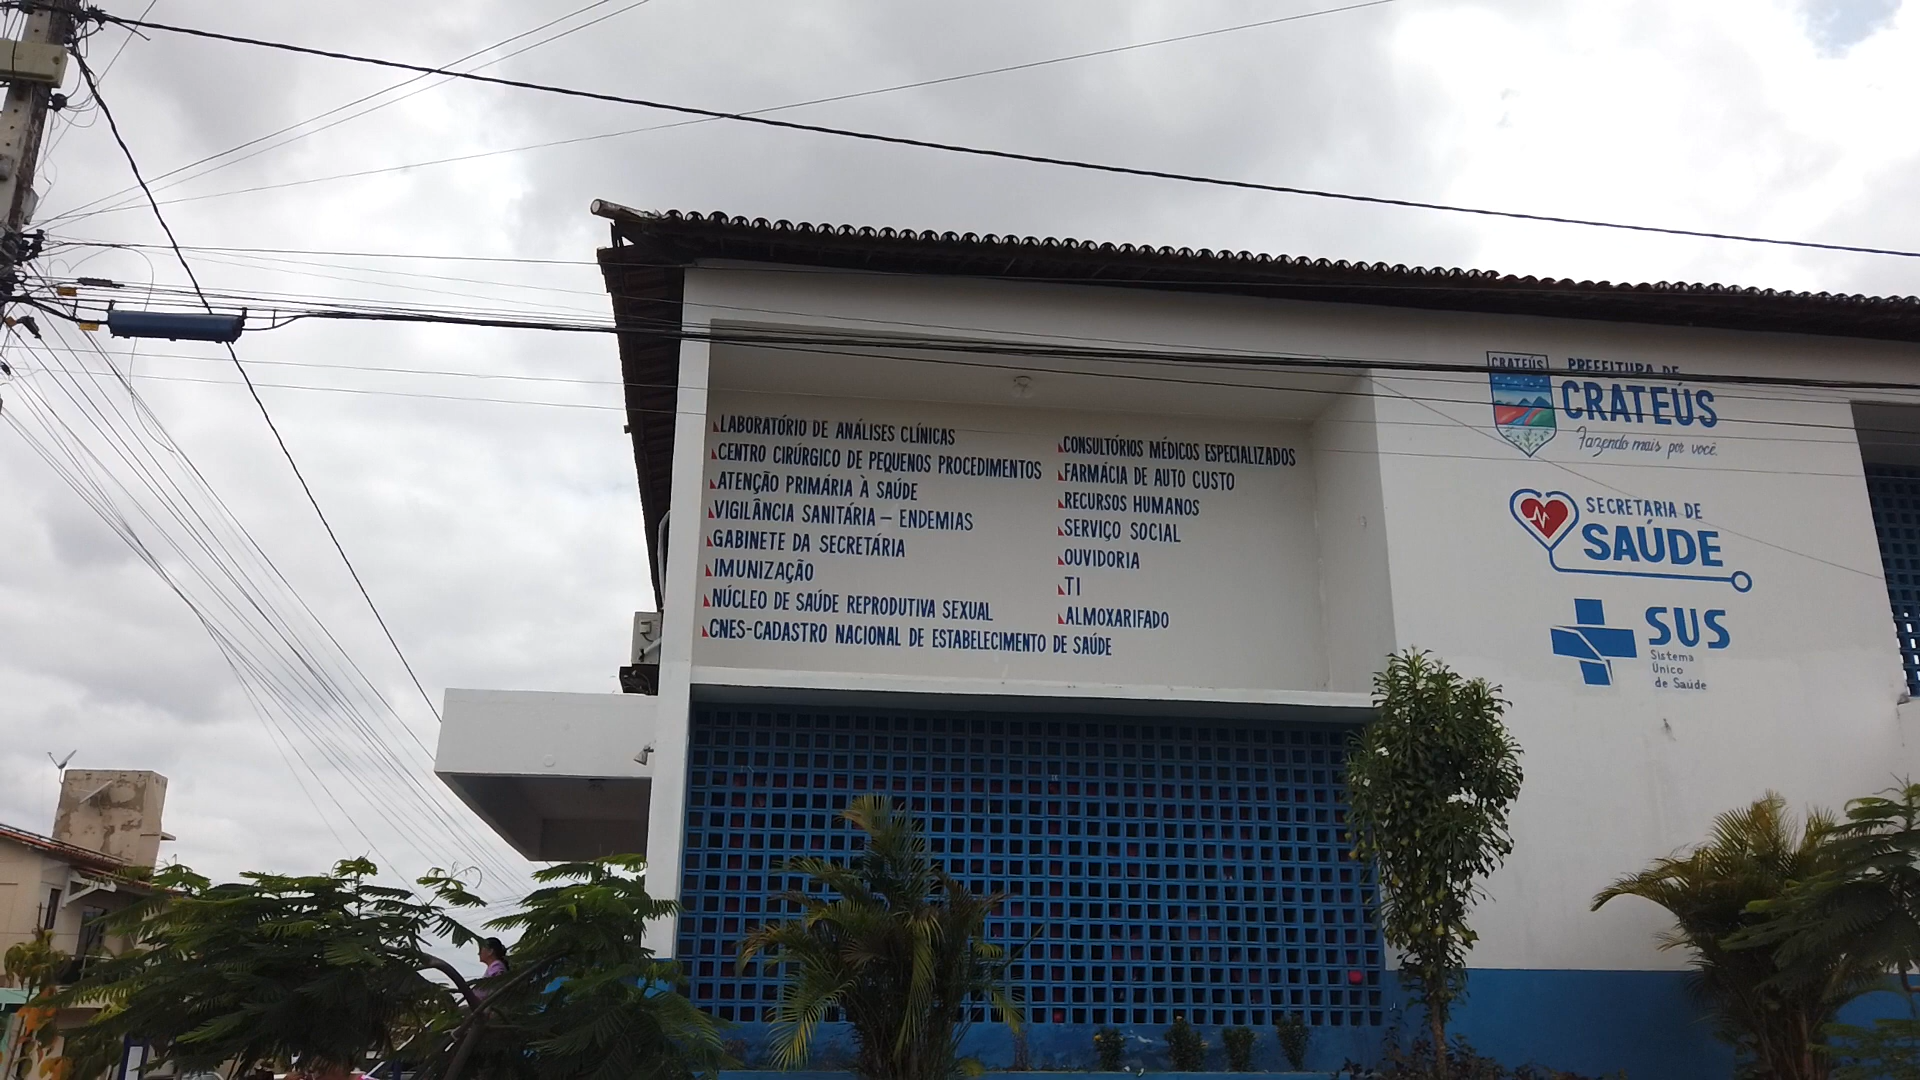 LABORATÓRIO DE ANÁLISES CLÍNICAS
CENTRO CIRÚRGICO DE PEQUENOS PROCEDIMENTOS
ATENÇÃO PRIMÁRIA À SAÚDE
VIGILÂNCIA SANITÁRIA – ENDEMIAS
GABINETE DA SECRETÁRIA
IMUNIZAÇÃO
NÚCLEO DE SAÚDE REPRODUTIVA SEXUAL
CNES-CADASTRO NACIONAL DE ESTABELECIMENTO DE SAÚDE
CONSULTÓRIOS MÉDICOS ESPECIALIZADOS
FARMÁCIA DE AUTO CUSTO
RECURSOS HUMANOS
SERVIÇO SOCIAL
OUVIDORIA
TI
ALMOXARIFADO
CRATEÚS
PREFEITURA DE
CRATEÚS
Fazendo mais por você.
SECRETARIA DE
SAÚDE
SUS
Sistema
Único
de Saúde